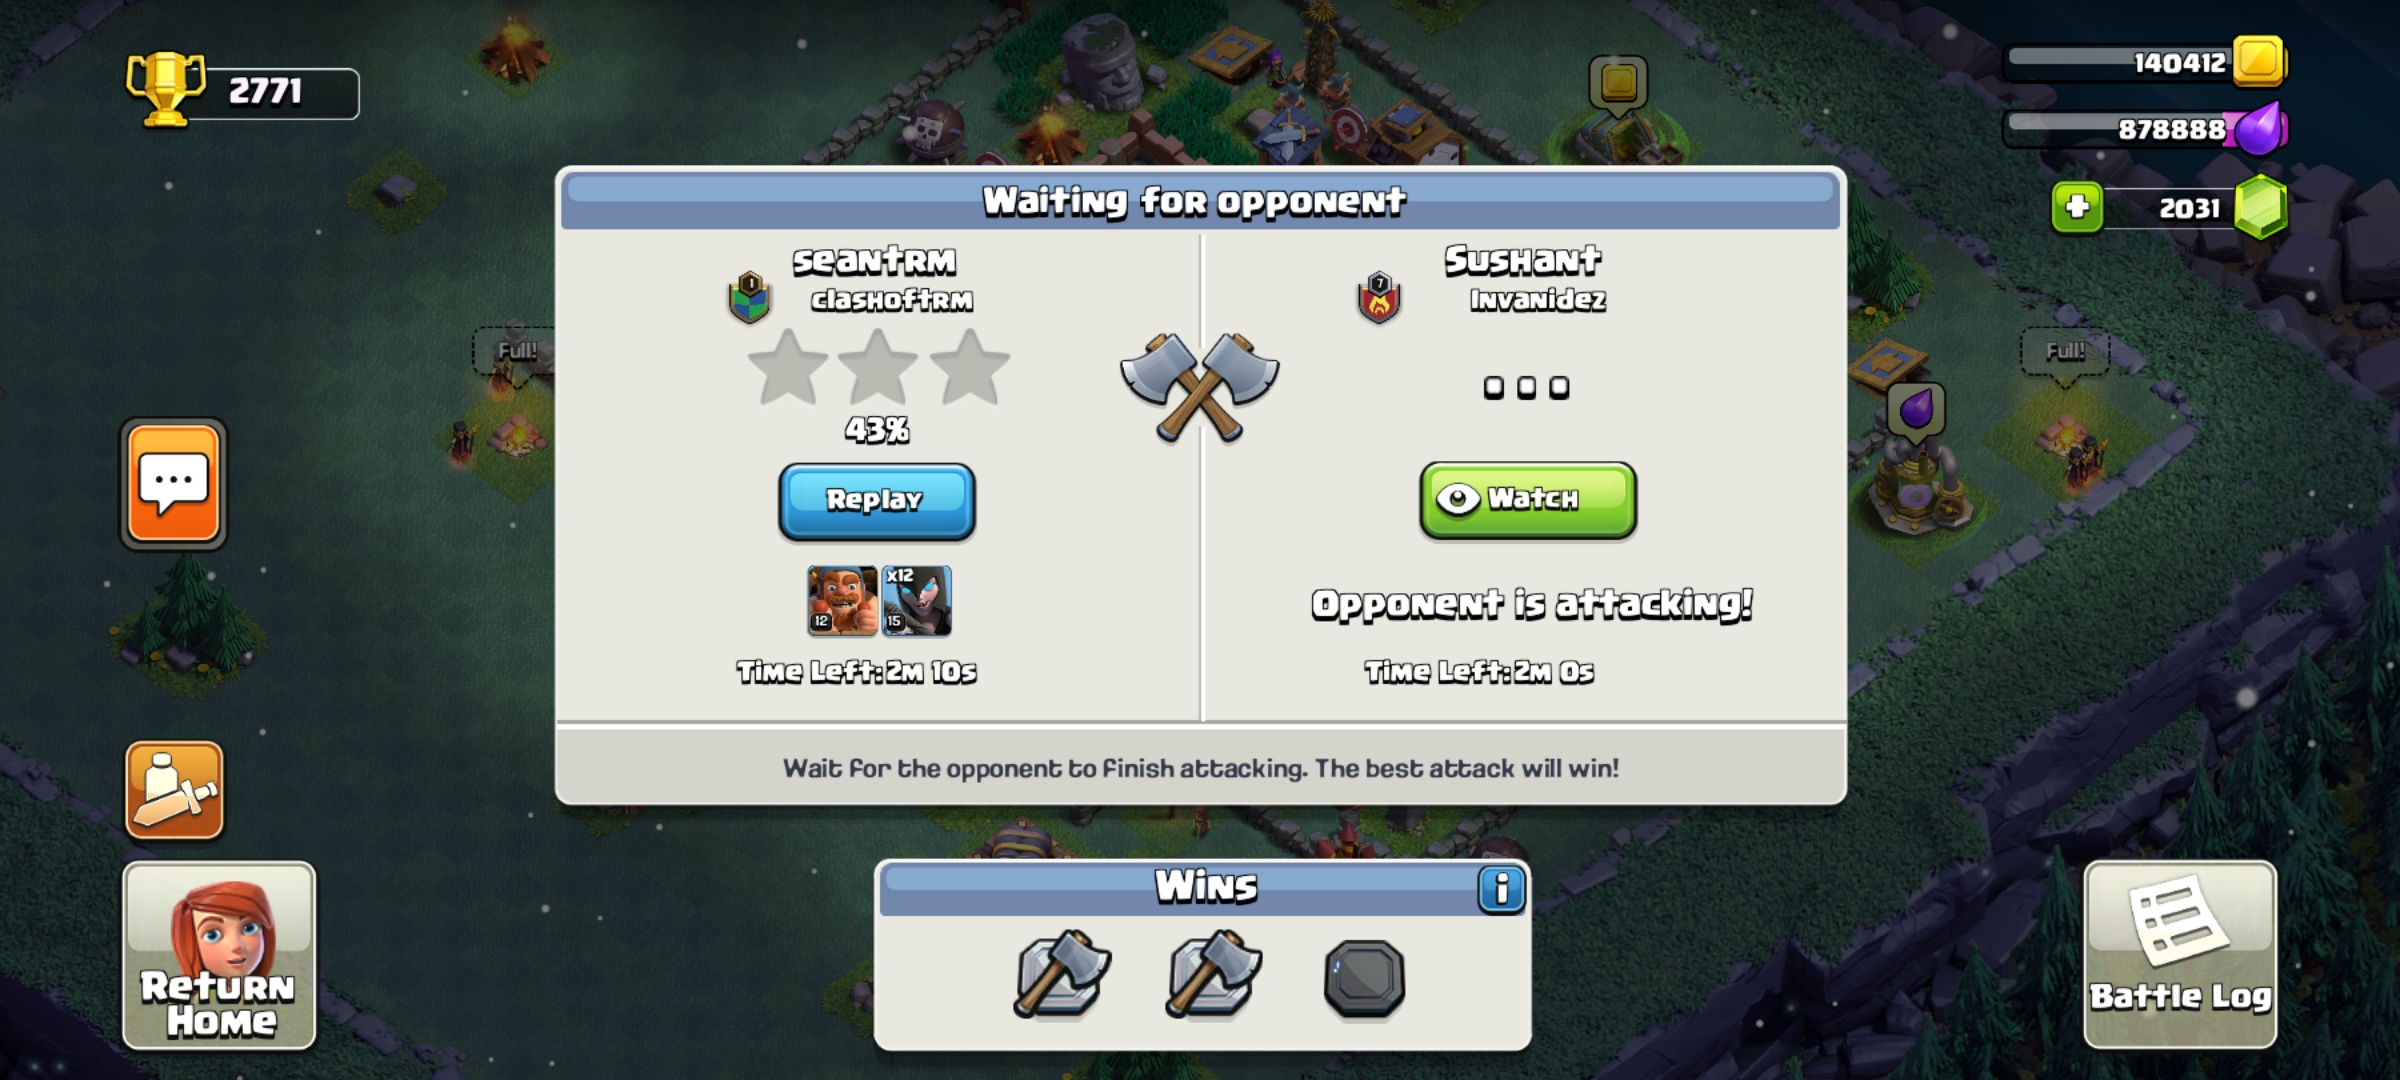 2771
140412
878888
2031
Waiting for opponent
seantrm
clashoftrm
1
43%
Replay
12
x12
15
Time Left:2m 10s
Sushant
Invanidez
7
Watch
Opponent is attacking!
Time Left:2m 0s
Wait for the opponent to finish attacking. The best attack will win!
Full!
Full!
Wins
i
Return
Home
Battle Log